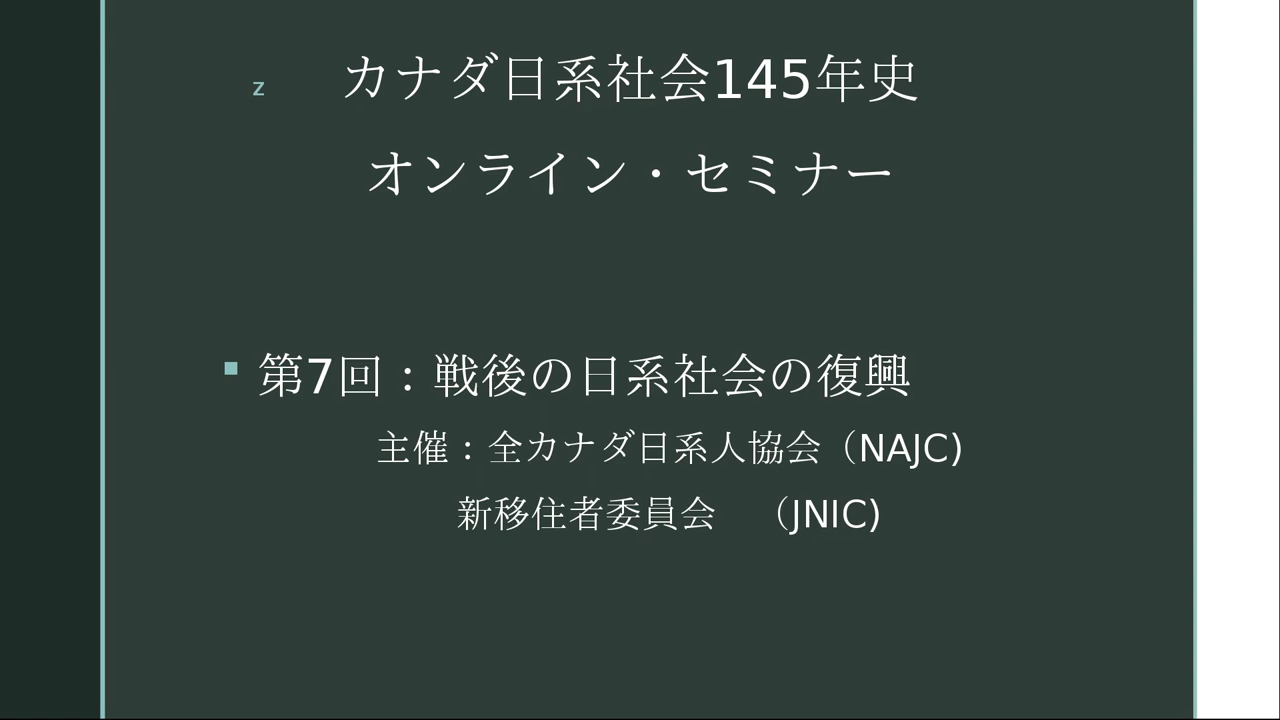 z カナダ日系社会145年史
オンライン・セミナー
▪ 第7回：戦後の日系社会の復興
主催：全カナダ日系人協会（NAJC)
新移住者委員会　（JNIC)